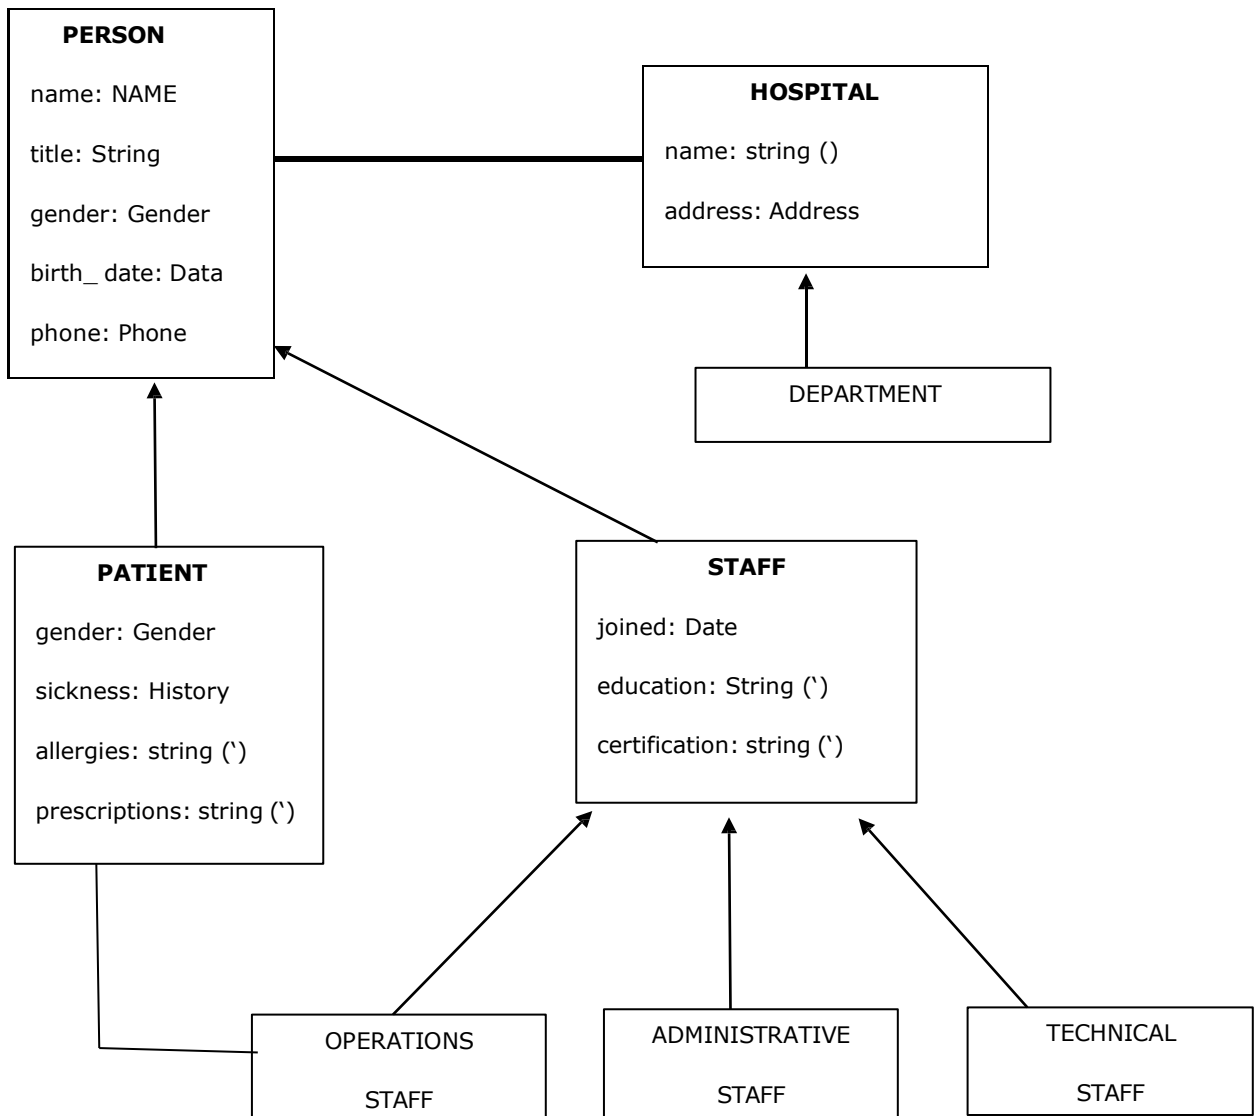 PERSON
name: NAME
title: String
gender: Gender
birth_ date: Data
phone: Phone
HOSPITAL
name: string ()
address: Address
DEPARTMENT
PATIENT
gender: Gender
sickness: History
allergies: string (‵)
prescriptions: string (‵)
STAFF
joined: Date
education: String (‵)
certification: string (‵)
OPERATIONS
STAFF
ADMINISTRATIVE
STAFF
TECHNICAL
STAFF